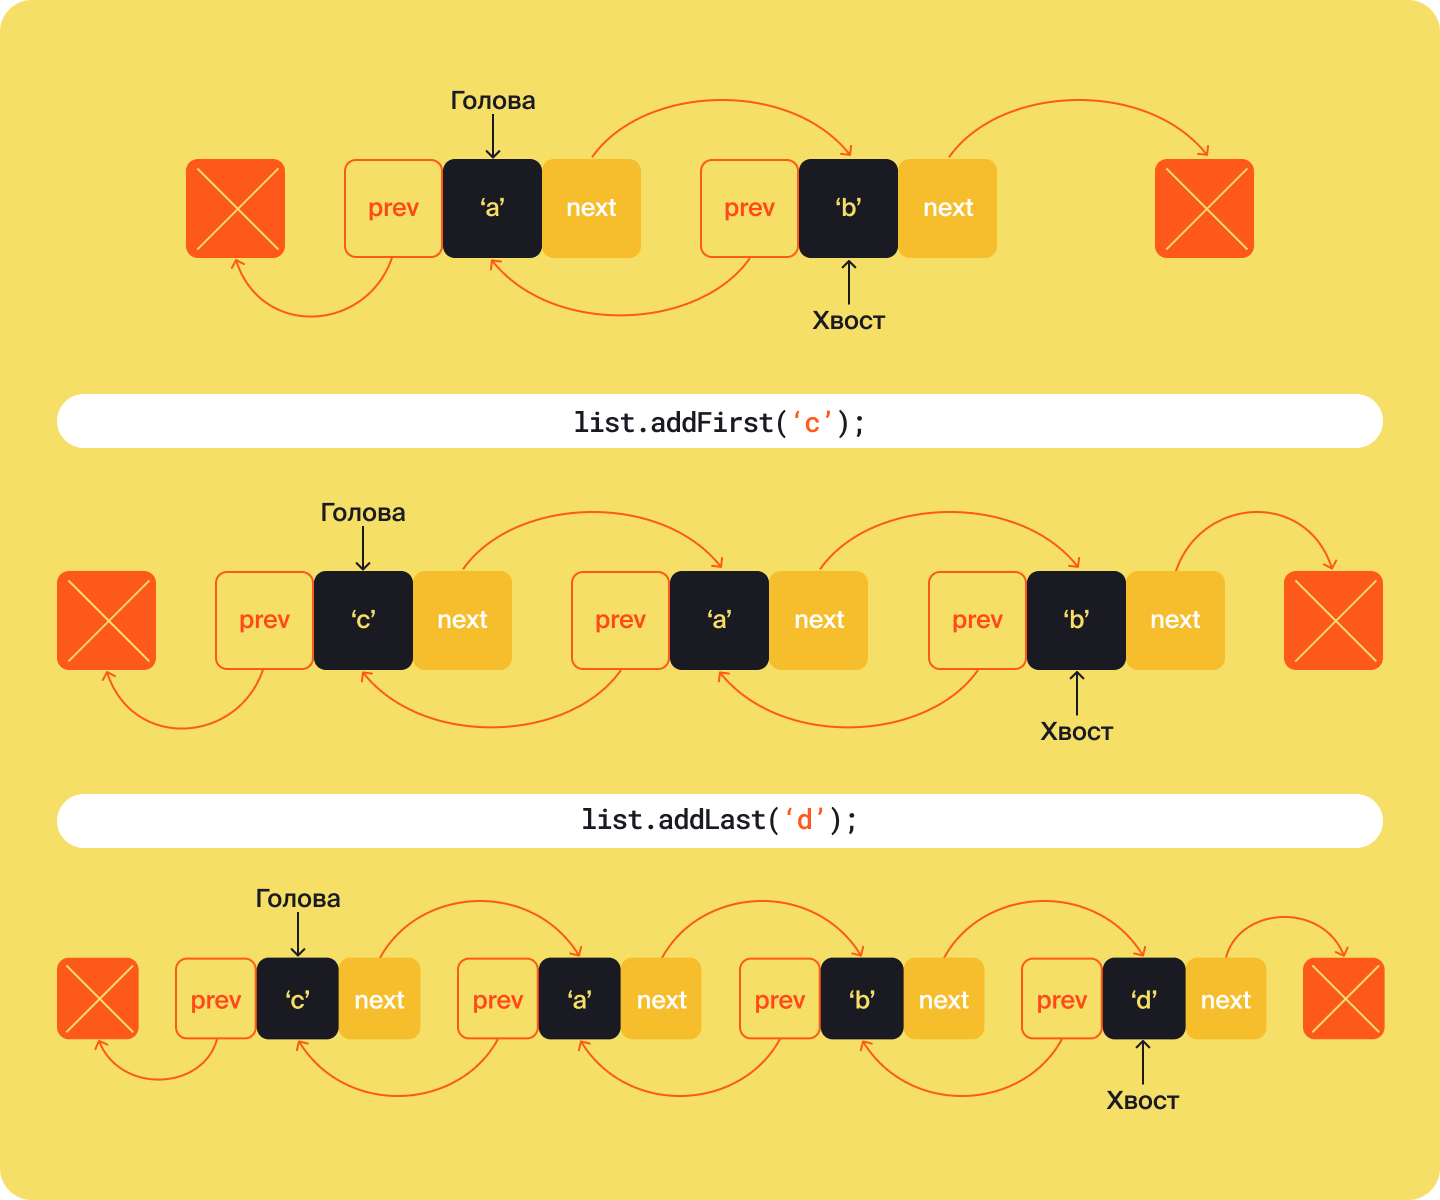 Голова
prev ‘a’ next prev ‘b’ next
Хвост
list.addFirst(‘c’);
Голова
prev ‘c’ next prev ‘a’ next prev ‘b’ next
Хвост
list.addLast(‘d’);
Голова
prev ‘c’ next prev ‘a’ next prev ‘b’ next prev ‘d’ next
Хвост